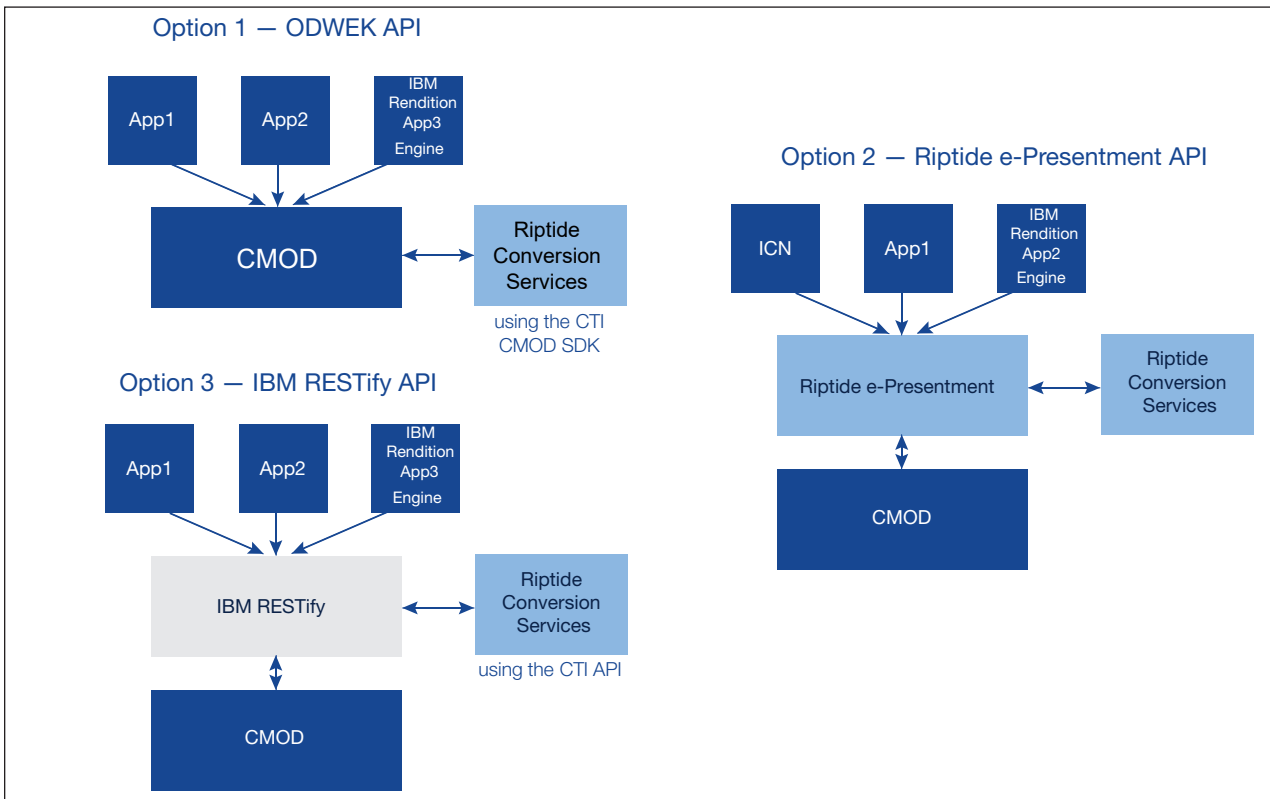 Option 1 — ODWEK API
App1
App2
IBM
Rendition
App3
Engine
CMOD
Riptide
Conversion
Services
using the CTI
CMOD SDK
Option 2 — Riptide e-Presentment API
ICN
App1
IBM
Rendition
App2
Engine
Riptide e-Presentment
Riptide
Conversion
Services
CMOD
Option 3 — IBM RESTify API
App1
App2
IBM
Rendition
App3
Engine
IBM RESTify
Riptide
Conversion
Services
using the CTI API
CMOD